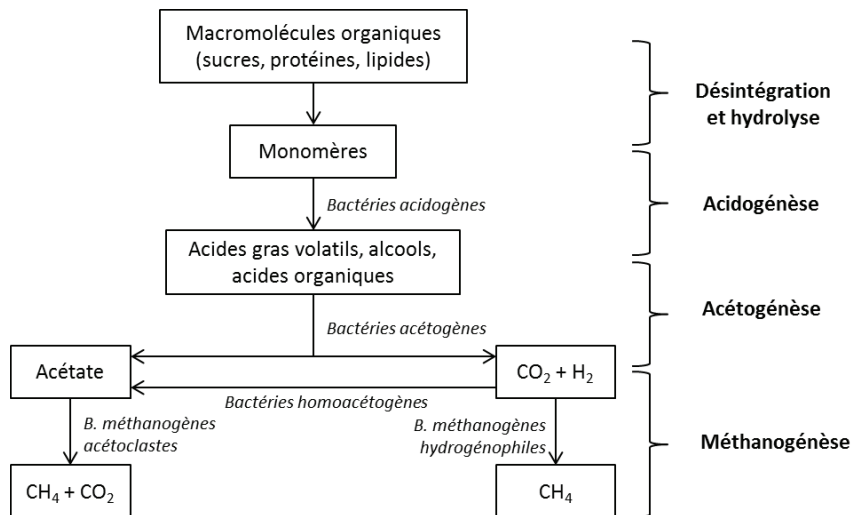 Macromolécules organiques
(sucres, protéines, lipides)
Désintégration
et hydrolyse
Monomères
Bactéries acidogènes
Acidogénèse
Acides gras volatils, alcools,
acides organiques
Acétogénèse
Bactéries acétogènes
Acétate
CO₂ + H₂
Bactéries homoacétogènes
B. méthanogènes
acétoclastes
B. méthanogènes
hydrogénophiles
Méthanogénèse
CH₄ + CO₂
CH₄